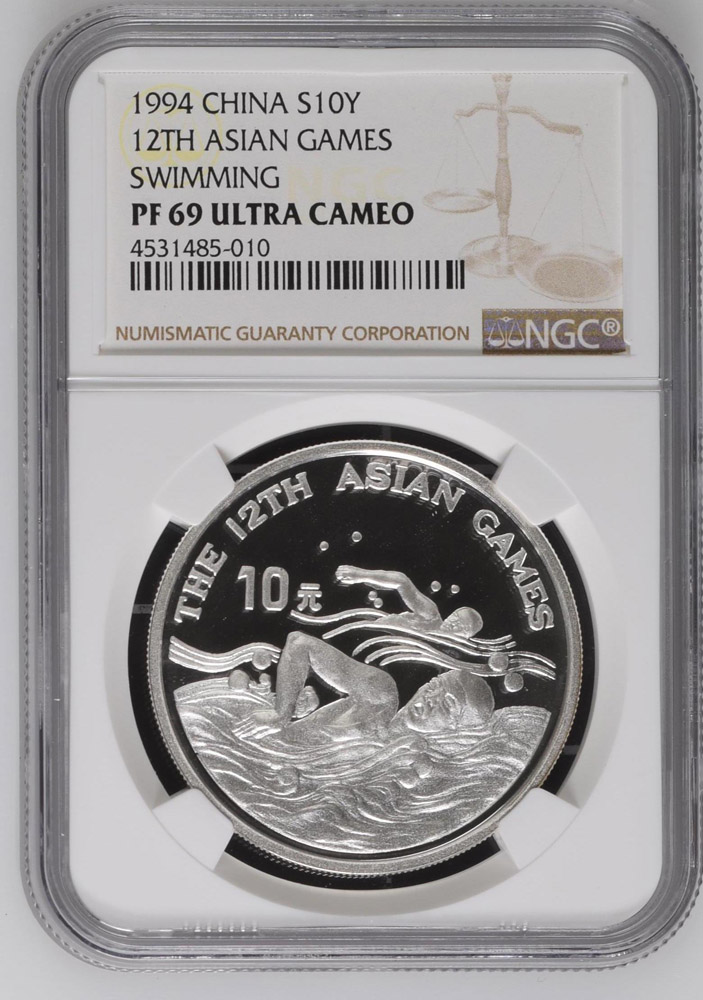 1994 CHINA S10Y
12TH ASIAN GAMES
SWIMMING
PF 69 ULTRA CAMEO
4531485-010
NGC
NUMISMATIC GUARANTY CORPORATION
NGC®
THE 12TH ASIAN GAMES
10元